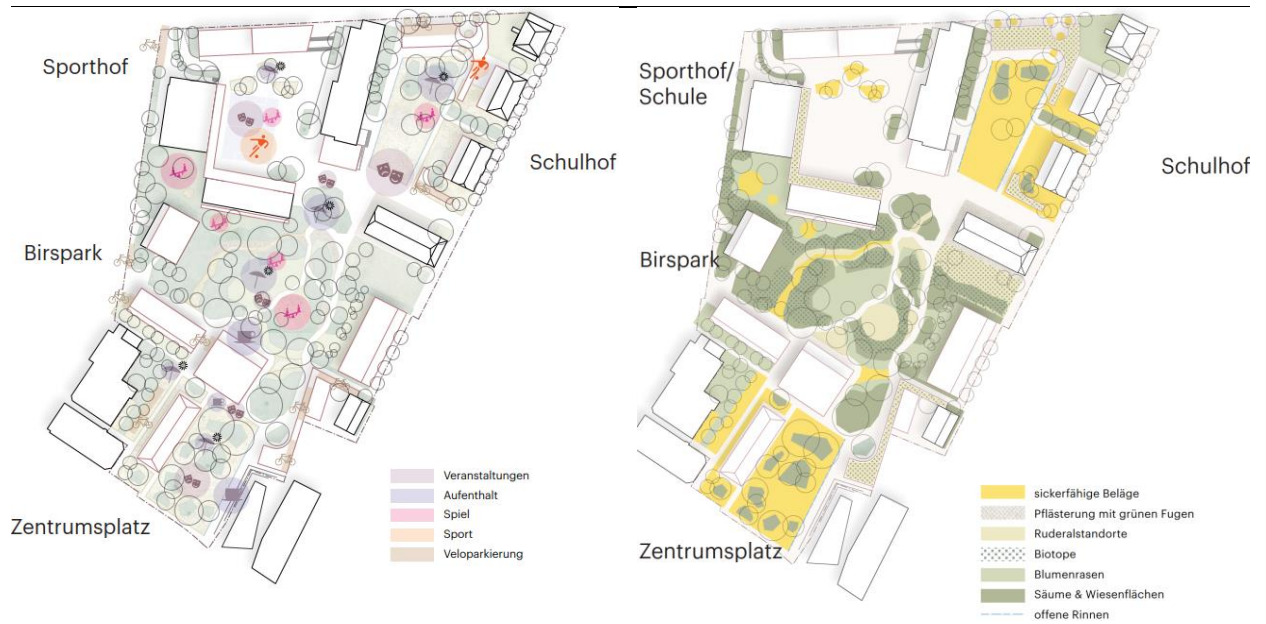 Sporthof
Schulhof
Birspark
Zentrumsplatz
Veranstaltungen
Aufenthalt
Spiel
Sport
Veloparkierung
Sporthof/
Schule
Schulhof
Birspark
Zentrumsplatz
sickerfähige Beläge
Pflästerung mit grünen Fugen
Ruderalstandorte
Biotope
Blumenrasen
Säume & Wiesenflächen
offene Rinnen